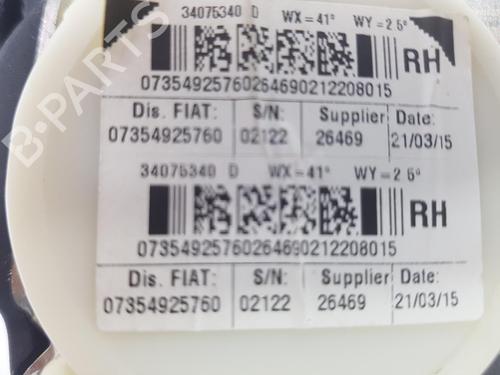 34075340 D WX = 41° WY = 2.5°
RH
07354925760264690212208015
Dis. FIAT: S/N: Supplier Date:
07354925760 02122 26469 21/03/15
34075340 D WX = 41° WY = 2 5°
RH
07354925760264690212208015
Dis. FIAT: S/N: Supplier Date:
07354925760 02122 26469 21/03/15